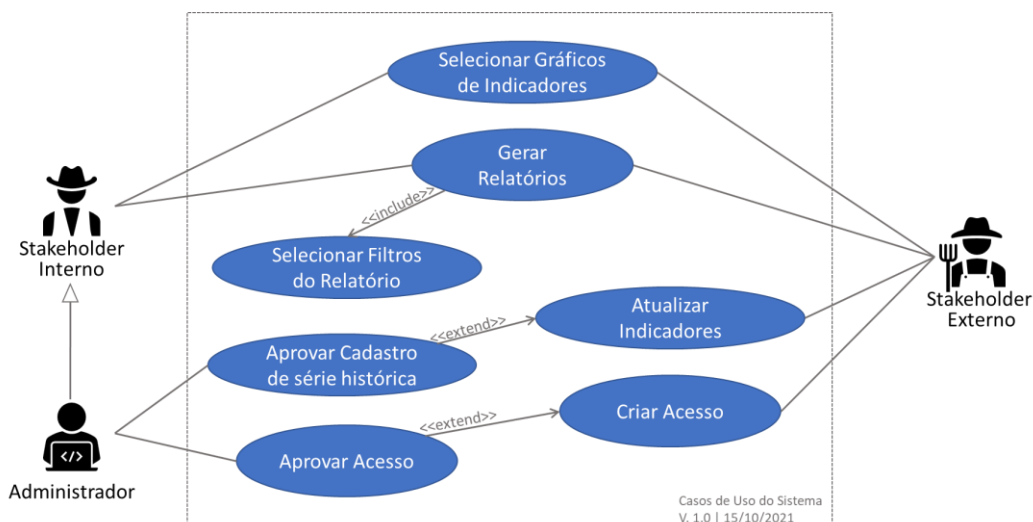 Selecionar Gráficos
de Indicadores
Gerar
Relatórios
<<include>>
Stakeholder
Interno
Selecionar Filtros
do Relatório
Stakeholder
Externo
Atualizar
Indicadores
<<extend>>
Aprovar Cadastro
de série histórica
Criar Acesso
<<extend>>
Aprovar Acesso
</>
Administrador
Casos de Uso do Sistema
V. 1.0 | 15/10/2021